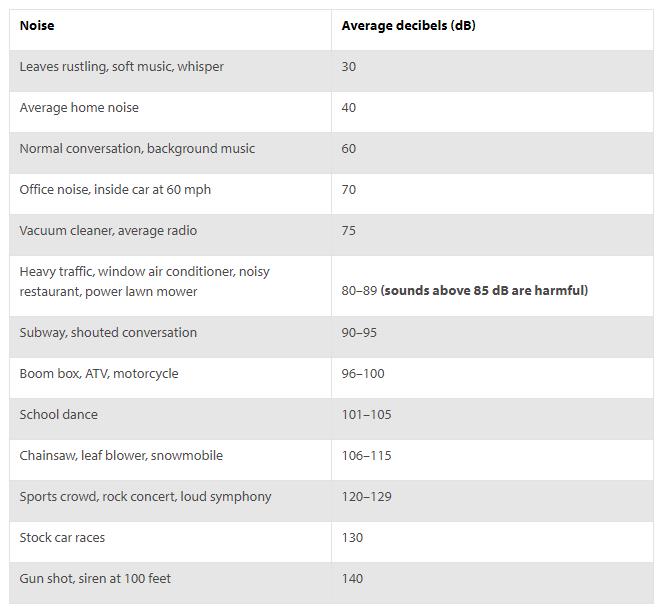 Noise Average decibels (dB)
Leaves rustling, soft music, whisper 30
Average home noise 40
Normal conversation, background music 60
Office noise, inside car at 60 mph 70
Vacuum cleaner, average radio 75
Heavy traffic, window air conditioner, noisy
restaurant, power lawn mower 80–89 (sounds above 85 dB are harmful)
Subway, shouted conversation 90–95
Boom box, ATV, motorcycle 96–100
School dance 101–105
Chainsaw, leaf blower, snowmobile 106–115
Sports crowd, rock concert, loud symphony 120–129
Stock car races 130
Gun shot, siren at 100 feet 140